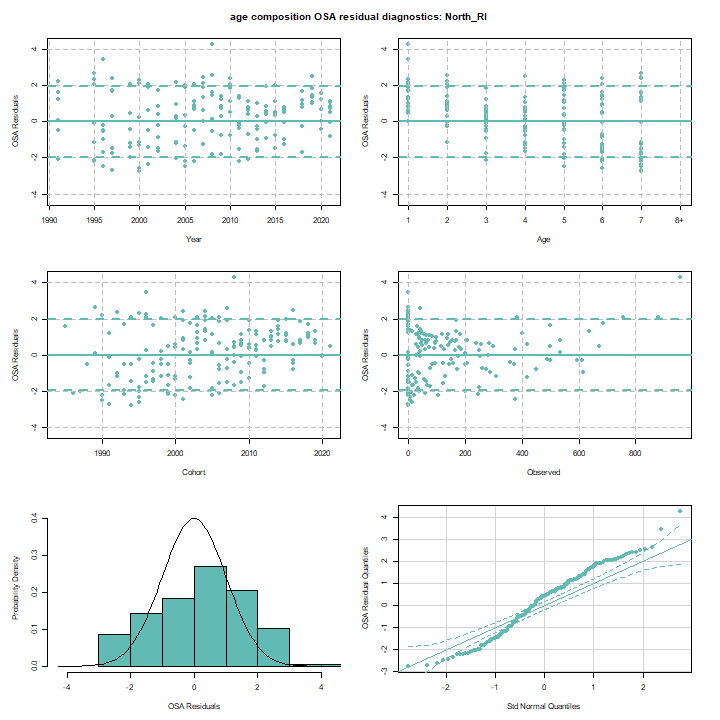 age composition OSA residual diagnostics: North_RI
OSA Residuals
4
2
0
-2
-4
1990 1995 2000 2005 2010 2015 2020
Year
OSA Residuals
4
2
0
-2
-4
1 2 3 4 5 6 7 8+
Age
OSA Residuals
4
2
0
-2
-4
1990 2000 2010 2020
Cohort
OSA Residuals
4
2
0
-2
-4
0 200 400 600 800
Observed
Probability Density
0.4
0.3
0.2
0.1
0.0
-4 -2 0 2 4
OSA Residuals
OSA Residual Quantiles
4
3
2
1
0
-1
-2
-3
-2 -1 0 1 2
Std Normal Quantiles